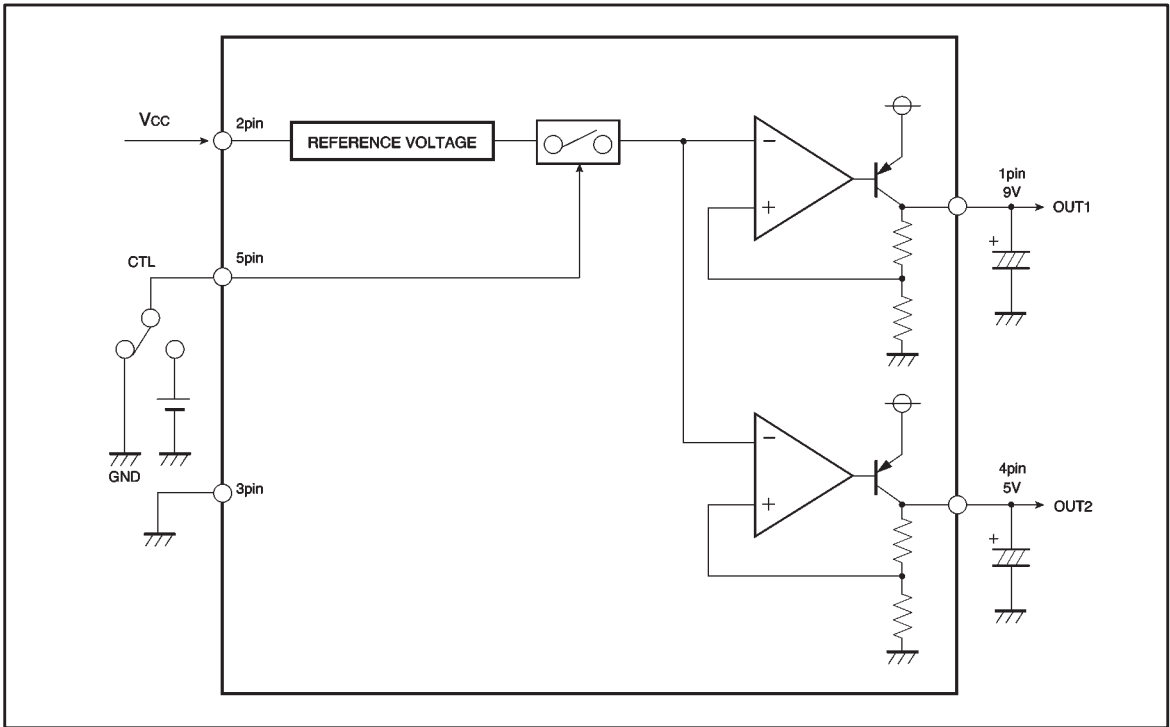 Vcc
2pin
REFERENCE VOLTAGE
−
+
1pin
9V
OUT1
+
CTL
5pin
GND
3pin
−
+
4pin
5V
OUT2
+